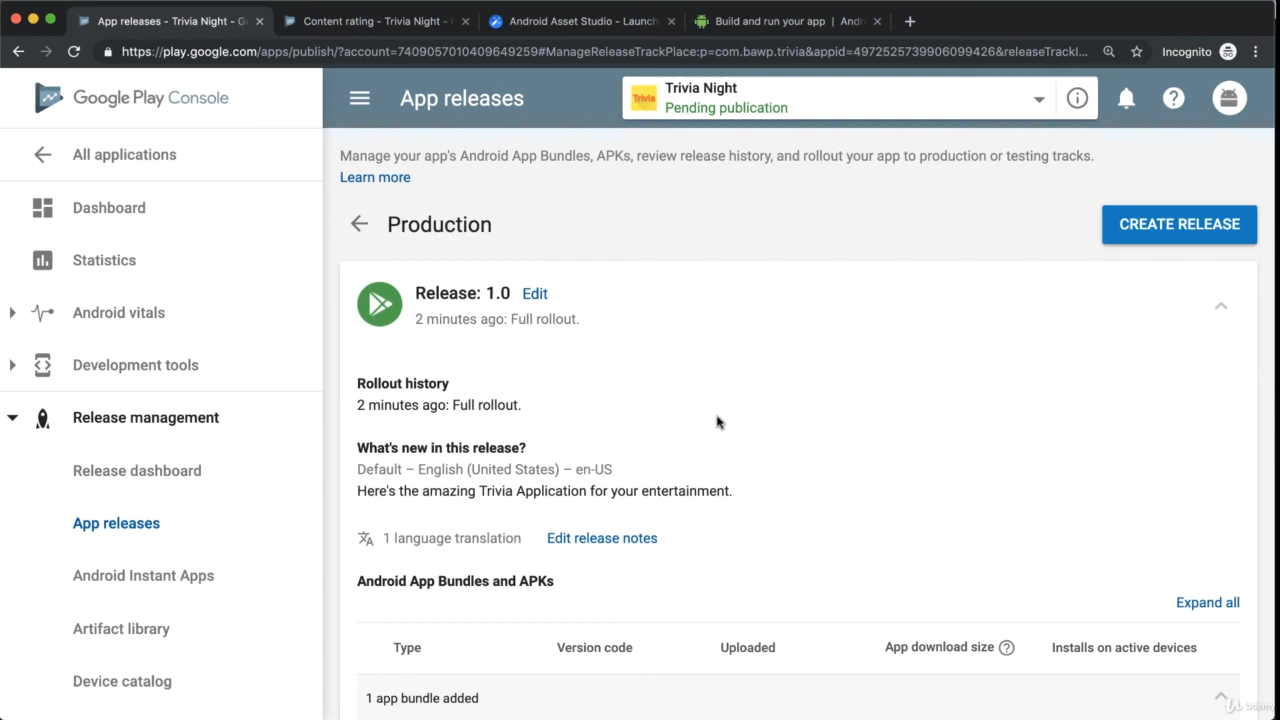 App releases - Trivia Night - G
Content rating - Trivia Night -
Android Asset Studio - Launch
Build and run your app | Andr
https://play.google.com/apps/publish/?account=7409057010409649259#ManageReleaseTrackPlace:p=com.bawp.trivia&appid=4972525739906099426&releaseTrackI...
Incognito
Google Play Console
App releases
Trivia
Trivia Night
Pending publication
All applications
Dashboard
Statistics
Android vitals
Development tools
Release management
Release dashboard
App releases
Android Instant Apps
Artifact library
Device catalog
Manage your app's Android App Bundles, APKs, review release history, and rollout your app to production or testing tracks.
Learn more
Production
CREATE RELEASE
Release: 1.0 Edit
2 minutes ago: Full rollout.
Rollout history
2 minutes ago: Full rollout.
What's new in this release?
Default – English (United States) – en-US
Here's the amazing Trivia Application for your entertainment.
1 language translation Edit release notes
Android App Bundles and APKs
Expand all
Type Version code Uploaded App download size Installs on active devices
1 app bundle added
Udemy